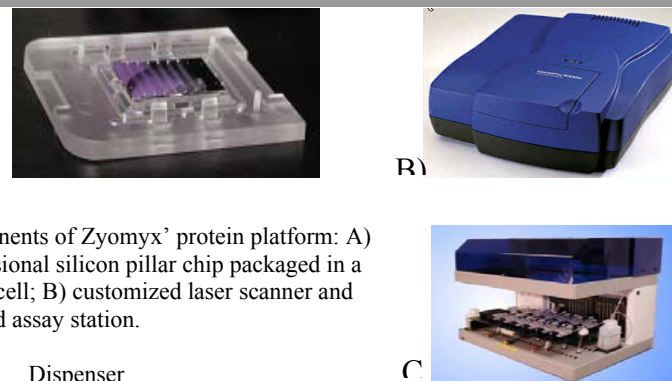 B)
nents of Zyomyx’ protein platform: A)
sional silicon pillar chip packaged in a
cell; B) customized laser scanner and
d assay station.
C
Dispenser